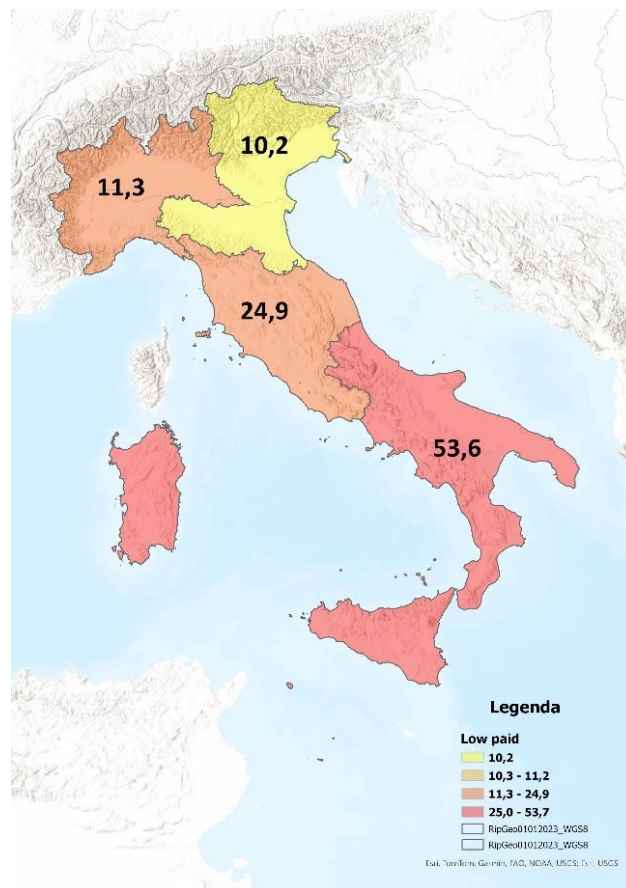 10,2
11,3
24,9
53,6
Legenda
Low paid
10,2
10,3 - 11,2
11,3 - 24,9
25,0 - 53,7
RipGeo01012023_WGS8
RipGeo01012023_WGS8
Esri, TomTom, Garmin, FAO, NOAA, USGS; Esri, USGS